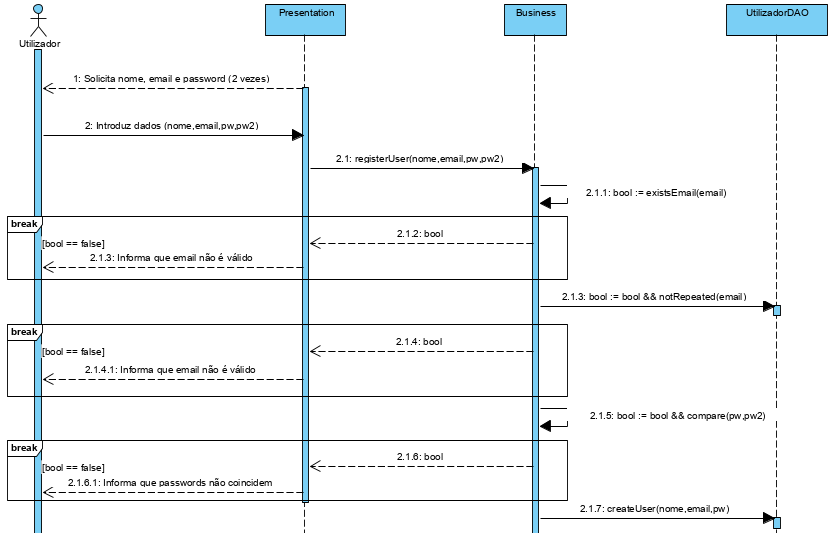 Presentation
Business
UtilizadorDAO
Utilizador
1: Solicita nome, email e password (2 vezes)
2: Introduz dados (nome,email,pw,pw2)
2.1: registerUser(nome,email,pw,pw2)
2.1.1: bool := existsEmail(email)
break
2.1.2: bool
[bool == false]
2.1.3: Informa que email não é válido
2.1.3: bool := bool && notRepeated(email)
break
2.1.4: bool
[bool == false]
2.1.4.1: Informa que email não é válido
2.1.5: bool := bool && compare(pw,pw2)
break
2.1.6: bool
[bool == false]
2.1.6.1: Informa que passwords não coincidem
2.1.7: createUser(nome,email,pw)